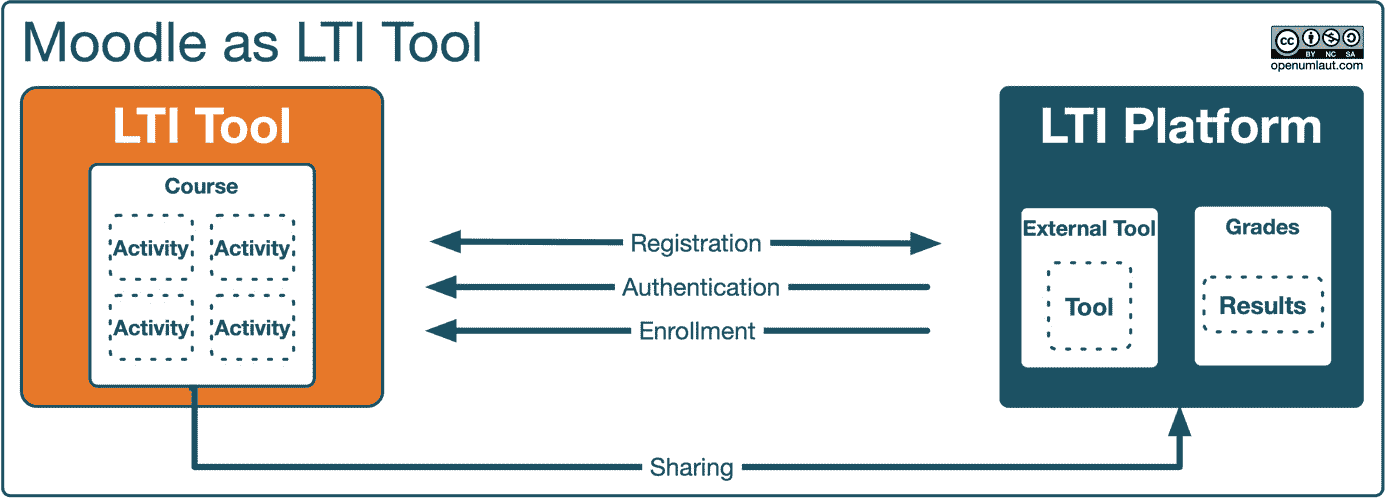 Moodle as LTI Tool
cc
BY NC SA
openumlaut.com
LTI Tool
Course
Activity Activity
Activity Activity
Registration
Authentication
Enrollment
Sharing
LTI Platform
External Tool
Tool
Grades
Results